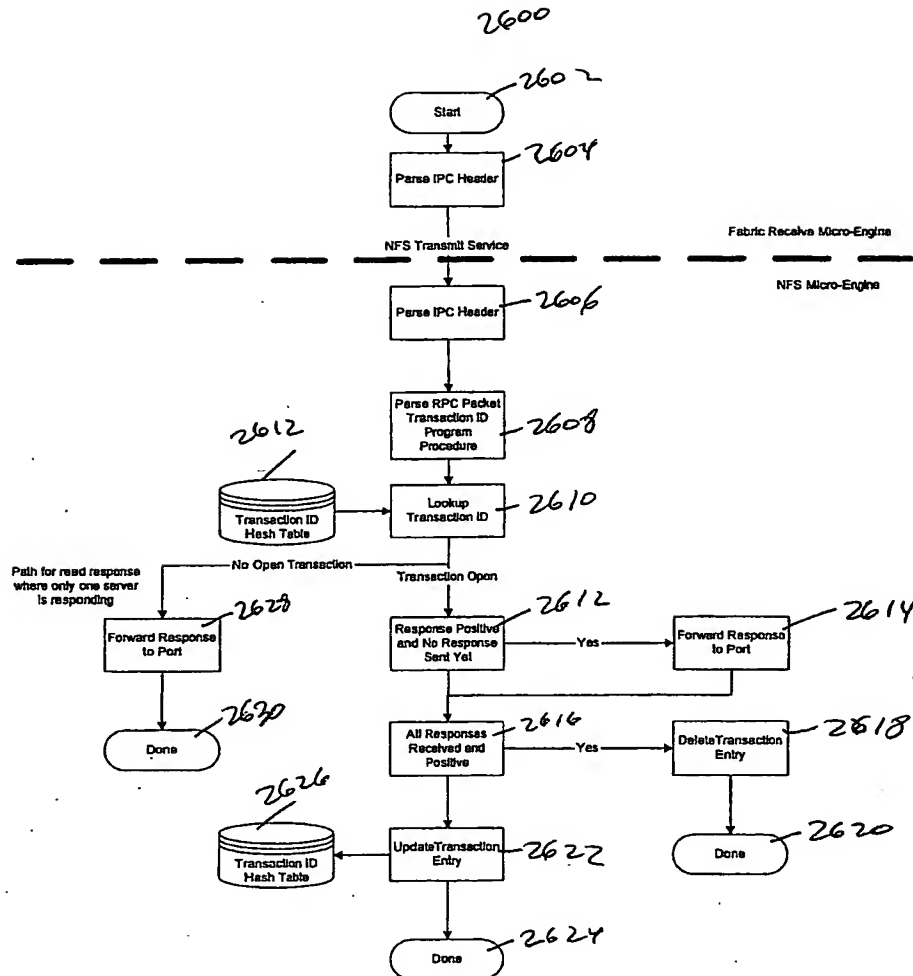 2600
2602
Start
2604
Parse IPC Header
Fabric Receive Micro-Engine
NFS Transmit Service
NFS Micro-Engine
2606
Parse IPC Header
2608
Parse RPC Packet
Transaction ID
Program
Procedure
2612
2610
Lookup
Transaction ID
Transaction ID
Hash Table
No Open Transaction
Transaction Open
Path for read response
where only one server
is responding
2628
Forward Response
to Port
2612
Response Positive
and No Response
Sent Yet
Yes
2614
Forward Response
to Port
2630
Done
2616
All Responses
Received and
Positive
Yes
2618
DeleteTransaction
Entry
2626
Transaction ID
Hash Table
2622
UpdateTransaction
Entry
2620
Done
2624
Done